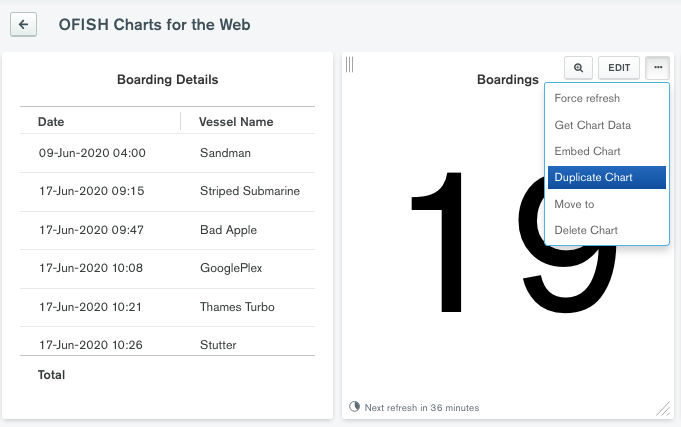 OFISH Charts for the Web
Boarding Details
Date Vessel Name
09-Jun-2020 04:00 Sandman
17-Jun-2020 09:15 Striped Submarine
17-Jun-2020 09:47 Bad Apple
17-Jun-2020 10:08 GooglePlex
17-Jun-2020 10:21 Thames Turbo
17-Jun-2020 10:26 Stutter
Total
EDIT
Boardings
Force refresh
Get Chart Data
Embed Chart
Duplicate Chart
Move to
Delete Chart
19
Next refresh in 36 minutes